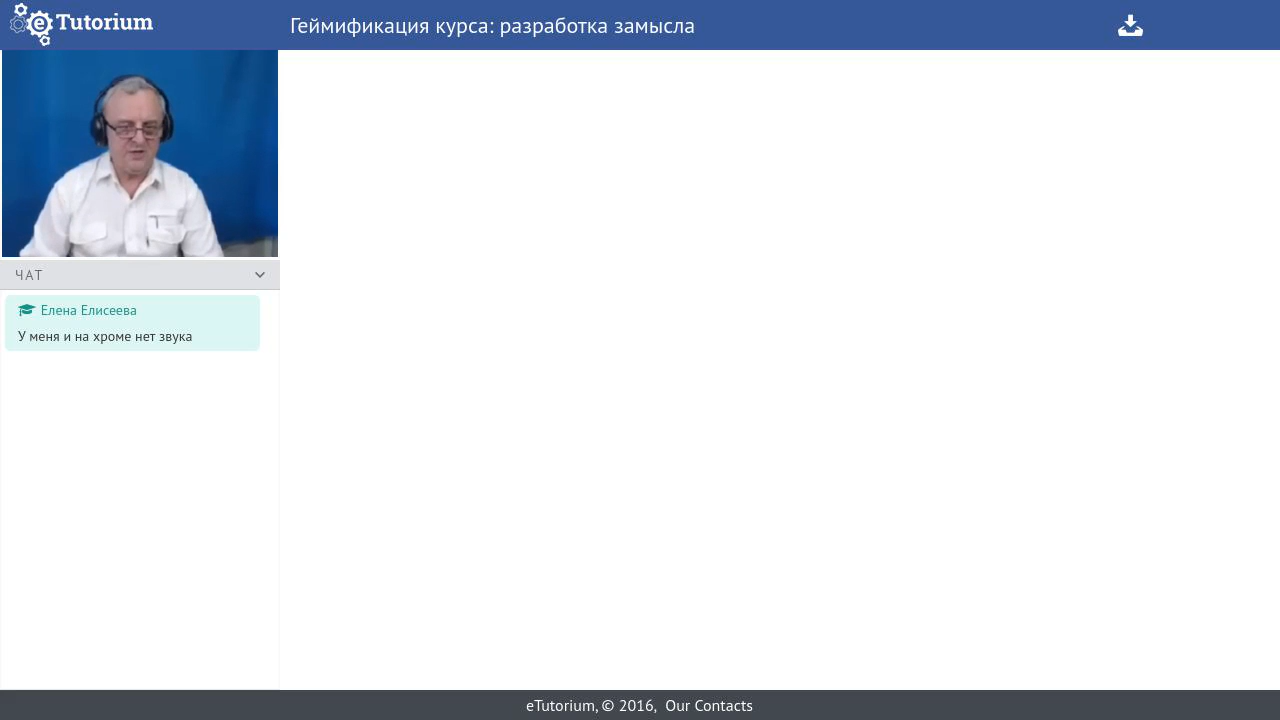 eTutorium
Геймификация курса: разработка замысла
ЧАТ
Елена Елисеева
У меня и на хроме нет звука
eTutorium, © 2016, Our Contacts